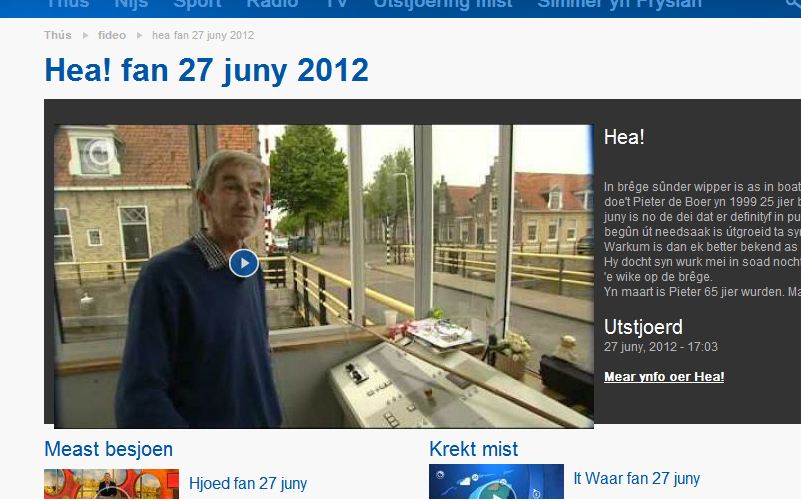 Thús Nijs Sport Radio TV Utstjoering mist Simmer yn Fryslân
Thús fideo hea fan 27 juny 2012
Hea! fan 27 juny 2012
Hea!
In brêge sûnder wipper is as in boat
doe't Pieter de Boer yn 1999 25 jier b
juny is no de dei dat er definityf in pu
begûn út needsaak is útgroeid ta syn
Warkum is dan ek better bekend as
Hy docht syn wurk mei in soad nocht
'e wike op de brêge.
Yn maart is Pieter 65 jier wurden. Ma
Utstjoerd
27 juny, 2012 - 17:03
Mear ynfo oer Hea!
Meast besjoen
Krekt mist
Hjoed fan 27 juny
It Waar fan 27 juny